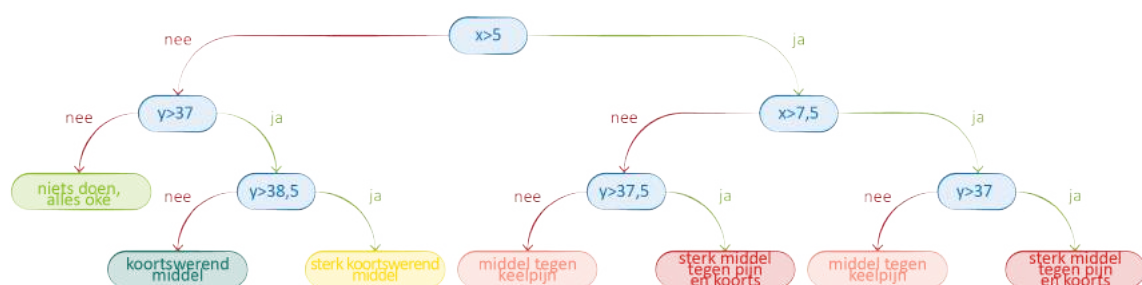 x>5
nee
ja
y>37
x>7,5
nee
ja
nee
ja
niets doen,
alles oké
y>38,5
y>37,5
y>37
nee
ja
nee
ja
nee
ja
koortswerend
middel
sterk koortswerend
middel
middel tegen
keelpijn
sterk middel
tegen pijn
en koorts
middel tegen
keelpijn
sterk middel
tegen pijn
en koorts